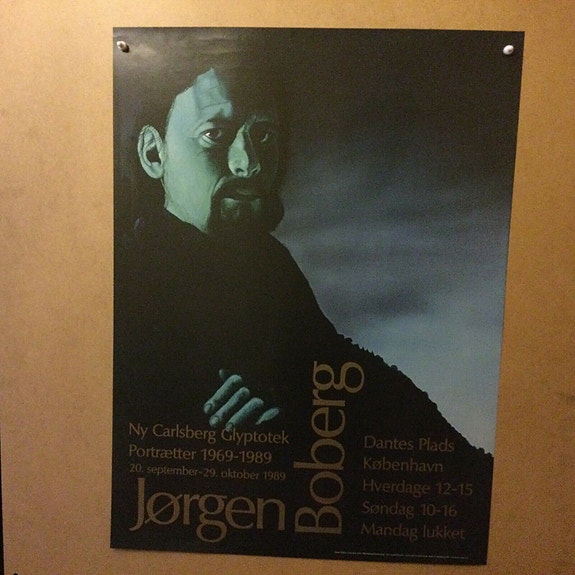 Ny Carlsberg Glyptotek
Portrætter 1969-1989
20. september-29. oktober 1989
Jørgen
Boberg
Dantes Plads
København
Hverdage 12-15
Søndag 10-16
Mandag lukket